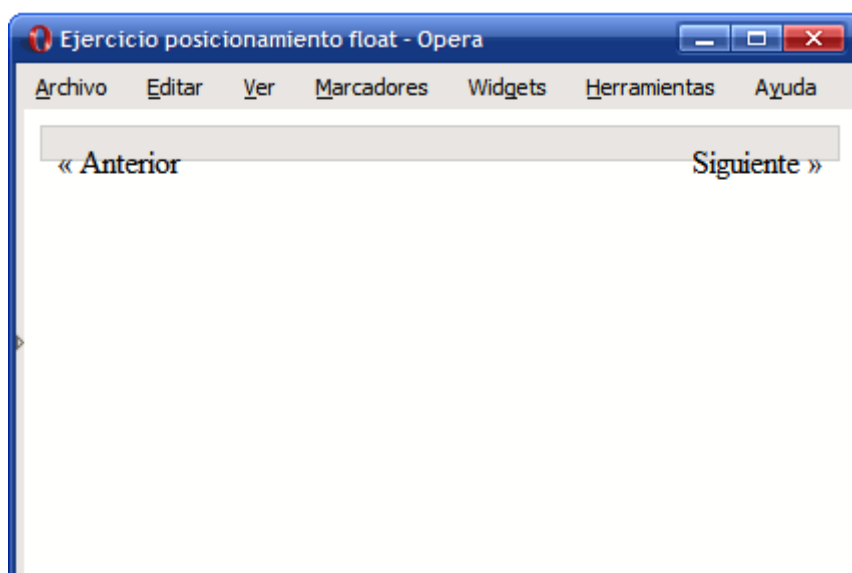 Ejercicio posicionamiento float - Opera
Archivo Editar Ver Marcadores Widgets Herramientas Ayuda
« Anterior Siguiente »